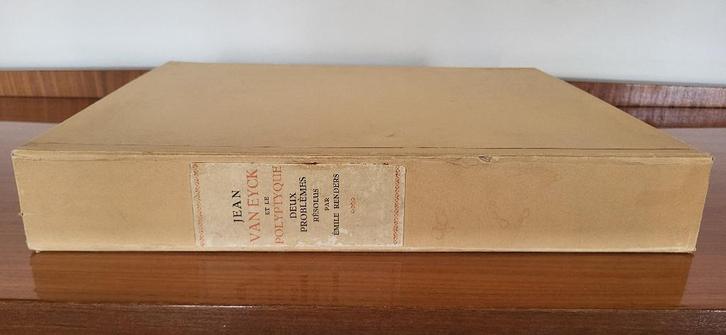 JEAN
VAN EYCK
ET LE
POLYPTYQUE
DEUX
PROBLÈMES
RÉSOLUS
PAR
ÉMILE RENDERS